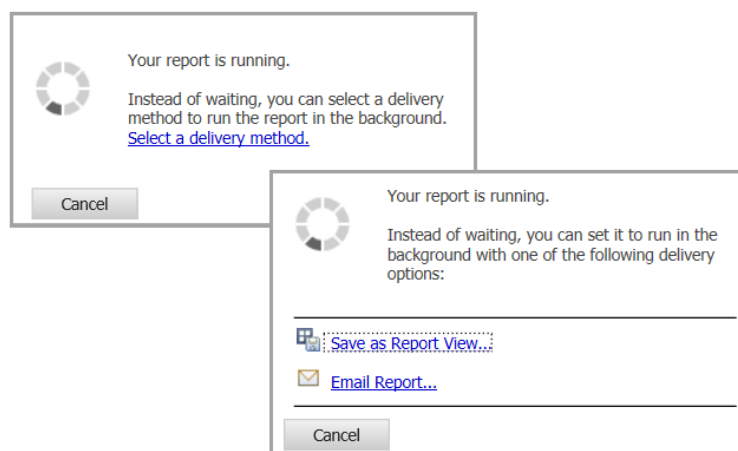 Your report is running.
Instead of waiting, you can select a delivery
method to run the report in the background.
Select a delivery method.
Cancel
Your report is running.
Instead of waiting, you can set it to run in the
background with one of the following delivery
options:
Save as Report View...
Email Report...
Cancel